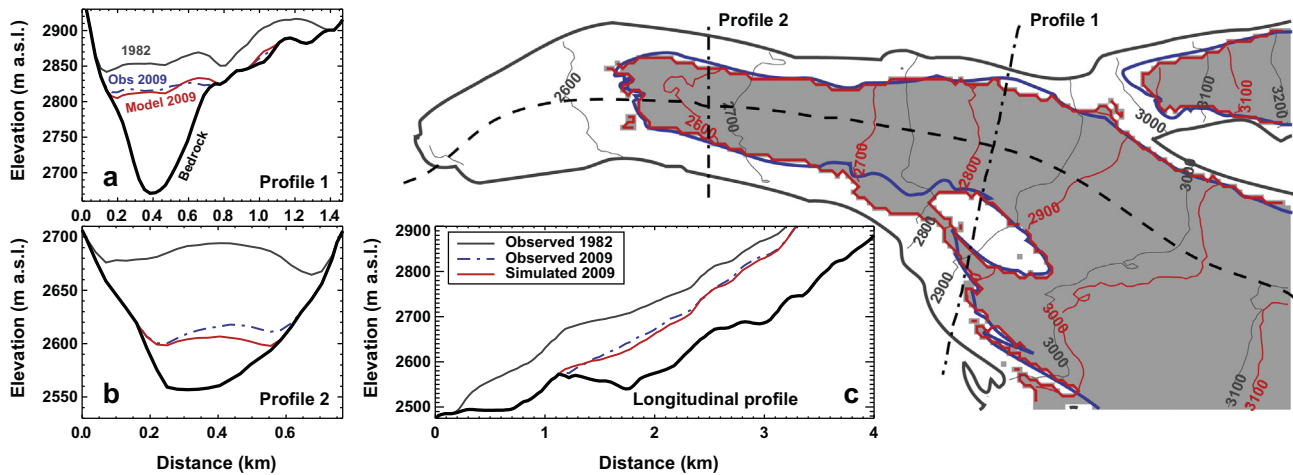 Elevation (m a.s.l.)
2900
2850
2800
2750
2700
1982
Obs 2009
Model 2009
Bedrock
a
Profile 1
0.0 0.2 0.4 0.6 0.8 1.0 1.2 1.4
Elevation (m a.s.l.)
2700
2650
2600
2550
b
Profile 2
0.0 0.2 0.4 0.6
Distance (km)
Elevation (m a.s.l.)
2900
2800
2700
2600
2500
Observed 1982
Observed 2009
Simulated 2009
Longitudinal profile
c
0 1 2 3 4
Distance (km)
Profile 2
Profile 1
2600
2600
2700
2700
2800
2800
2900
2900
3000
3000
3000
3000
3100
3100
3200
3100
3100